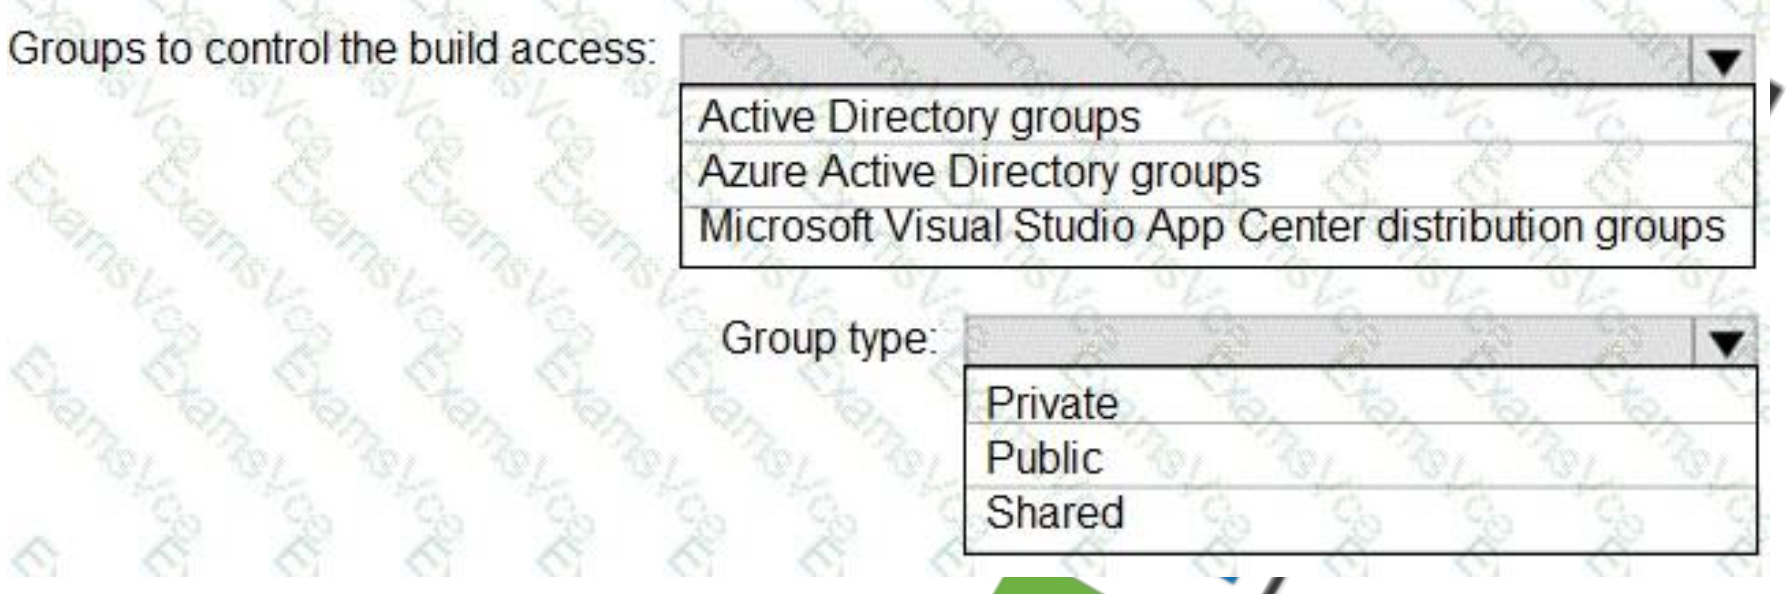 Groups to control the build access:
Active Directory groups
Azure Active Directory groups
Microsoft Visual Studio App Center distribution groups
Group type:
Private
Public
Shared
ExamsVce